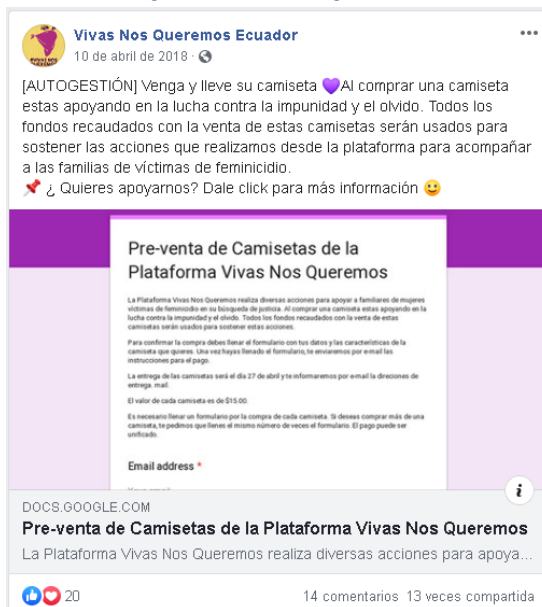 Vivas Nos Queremos Ecuador
10 de abril de 2018 ·
[AUTOGESTIÓN] Venga y lleve su camiseta 💜Al comprar una camiseta
estas apoyando en la lucha contra la impunidad y el olvido. Todos los
fondos recaudados con la venta de estas camisetas serán usados para
sostener las acciones que realizamos desde la plataforma para acompañar
a las familias de víctimas de feminicidio.
📌 ¿ Quieres apoyarnos? Dale click para más información 😀
Pre-venta de Camisetas de la
Plataforma Vivas Nos Queremos
La Plataforma Vivas Nos Queremos realiza diversas acciones para apoyar a familiares de mujeres
víctimas de feminicidio en su búsqueda de justicia. Al comprar una camiseta estas apoyando en la
lucha contra la impunidad y el olvido. Todos los fondos recaudados con la venta de estas
camisetas serán usados para sostener estas acciones.
Para confirmar la compra debes llenar el formulario con tus datos y las características de la
camiseta que quieres. Una vez hayas llenado el formulario, te enviaremos por e-mail las
instrucciones para el pago.
La entrega de las camisetas será el día 27 de abril y te informaremos por e-mail la direciones de
entrega. mail.
El valor de cada camiseta es de $15.00.
Es necesario llenar un formulario por la compra de cada camiseta. Si deseas comprar más de una
camiseta, te pedimos que llenes el mismo número de veces el formulario. El pago puede ser
unificado.
Email address *
DOCS.GOOGLE.COM
Pre-venta de Camisetas de la Plataforma Vivas Nos Queremos
La Plataforma Vivas Nos Queremos realiza diversas acciones para apoya...
20
14 comentarios 13 veces compartida